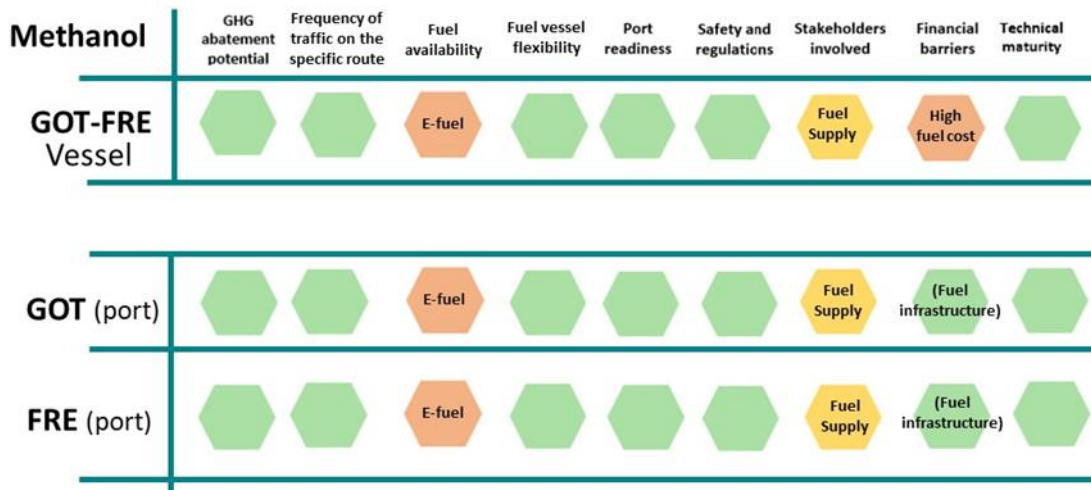 Methanol
GHG
abatement
potential
Frequency of
traffic on the
specific route
Fuel
availability
Fuel vessel
flexibility
Port
readiness
Safety and
regulations
Stakeholders
involved
Financial
barriers
Technical
maturity
GOT-FRE
Vessel
E-fuel
Fuel
Supply
High
fuel cost
GOT (port)
E-fuel
Fuel
Supply
(Fuel
infrastructure)
FRE (port)
E-fuel
Fuel
Supply
(Fuel
infrastructure)